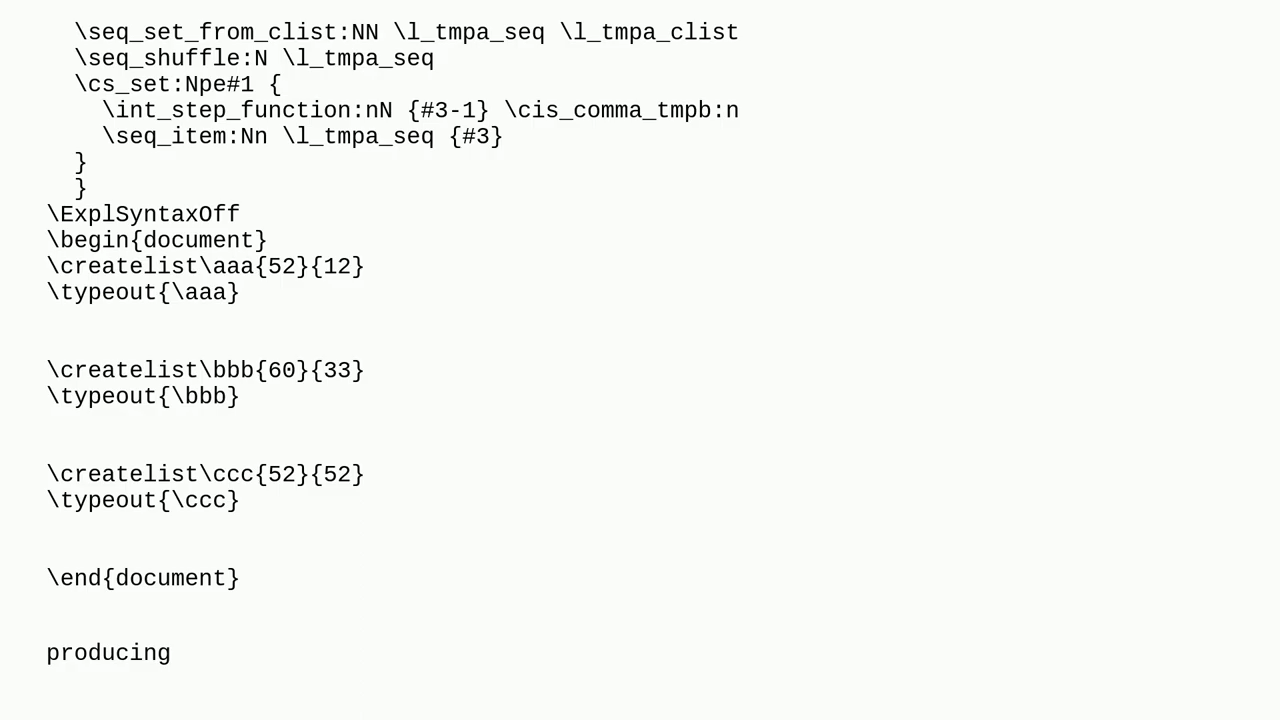 \seq_set_from_clist:NN \l_tmpa_seq \l_tmpa_clist
\seq_shuffle:N \l_tmpa_seq
\cs_set:Npe#1 {
\int_step_function:nN {#3-1} \cis_comma_tmpb:n
\seq_item:Nn \l_tmpa_seq {#3}
}
}
\ExplSyntaxOff
\begin{document}
\createlist\aaa{52}{12}
\typeout{\aaa}
\createlist\bbb{60}{33}
\typeout{\bbb}
\createlist\ccc{52}{52}
\typeout{\ccc}
\end{document}
producing